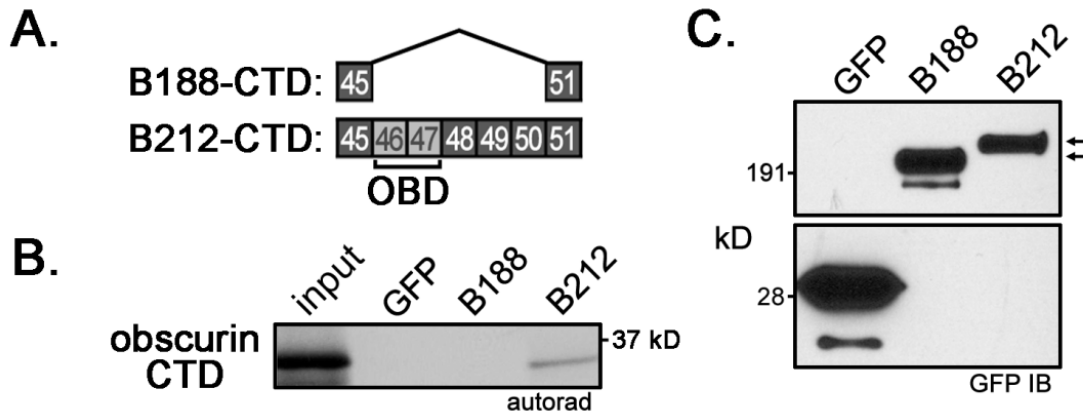 A.
B188-CTD: 45 51
B212-CTD: 45 46 47 48 49 50 51
OBD
B.
input GFP B188 B212
obscurin CTD
37 kD
autorad
C.
GFP B188 B212
191
kD
28
GFP IB